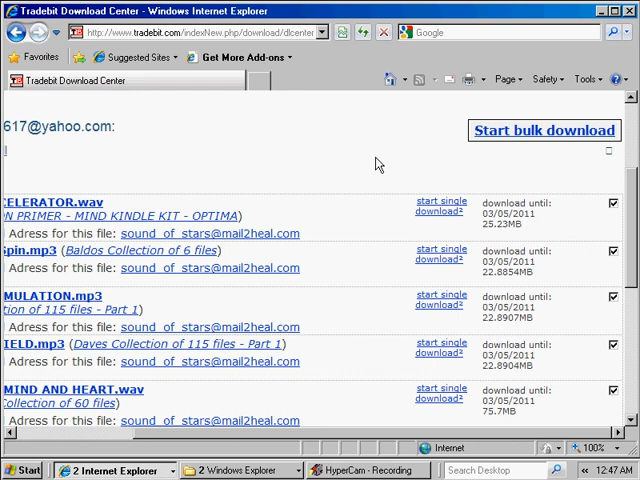 Tradebit Download Center - Windows Internet Explorer
http://www.tradebit.com/indexNew.php/download/dlcenter
Google
Favorites
Suggested Sites
Get More Add-ons
Tradebit Download Center
Page
Safety
Tools
617@yahoo.com:
Start bulk download
CELERATOR.wav
start single download²
download until: 03/05/2011 25.23MB
ON PRIMER - MIND KINDLE KIT - OPTIMA)
Adress for this file: sound_of_stars@mail2heal.com
Spin.mp3 (Baldos Collection of 6 files)
start single download²
download until: 03/05/2011 22.8854MB
Adress for this file: sound_of_stars@mail2heal.com
MULATION.mp3
start single download²
download until: 03/05/2011 22.8907MB
tion of 115 files - Part 1)
Adress for this file: sound_of_stars@mail2heal.com
IELD.mp3 (Daves Collection of 115 files - Part 1)
start single download²
download until: 03/05/2011 22.8904MB
Adress for this file: sound_of_stars@mail2heal.com
MIND AND HEART.wav
start single download²
download until: 03/05/2011 75.7MB
Collection of 60 files)
Adress for this file: sound_of_stars@mail2heal.com
Internet
100%
Start
2 Internet Explorer
2 Windows Explorer
HyperCam - Recording
Search Desktop
12:47 AM